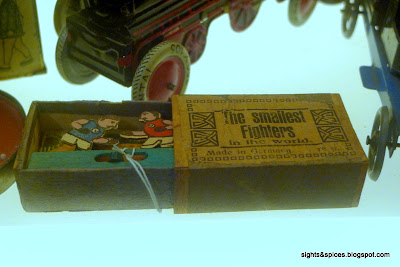 The smallest
Fighters
in the world.
Made in Germany.
sights&spices.blogspot.com